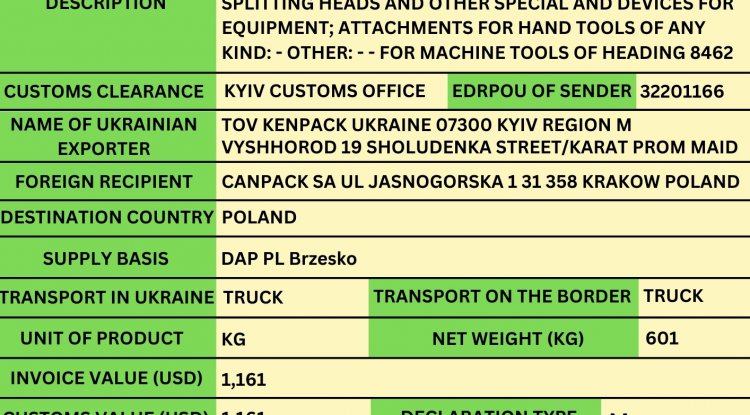 DESCRIPTION SPLITTING HEADS AND OTHER SPECIAL AND DEVICES FOR
EQUIPMENT; ATTACHMENTS FOR HAND TOOLS OF ANY
KIND: - OTHER: - - FOR MACHINE TOOLS OF HEADING 8462
CUSTOMS CLEARANCE KYIV CUSTOMS OFFICE EDRPOU OF SENDER 32201166
NAME OF UKRAINIAN
EXPORTER
TOV KENPACK UKRAINE 07300 KYIV REGION M
VYSHHOROD 19 SHOLUDENKA STREET/KARAT PROM MAID
FOREIGN RECIPIENT CANPACK SA UL JASNOGORSKA 1 31 358 KRAKOW POLAND
DESTINATION COUNTRY POLAND
SUPPLY BASIS DAP PL Brzesko
TRANSPORT IN UKRAINE TRUCK TRANSPORT ON THE BORDER TRUCK
UNIT OF PRODUCT KG NET WEIGHT (KG) 601
INVOICE VALUE (USD) 1,161
CUSTOMS VALUE (USD) 1,161 DECLARATION TYPE